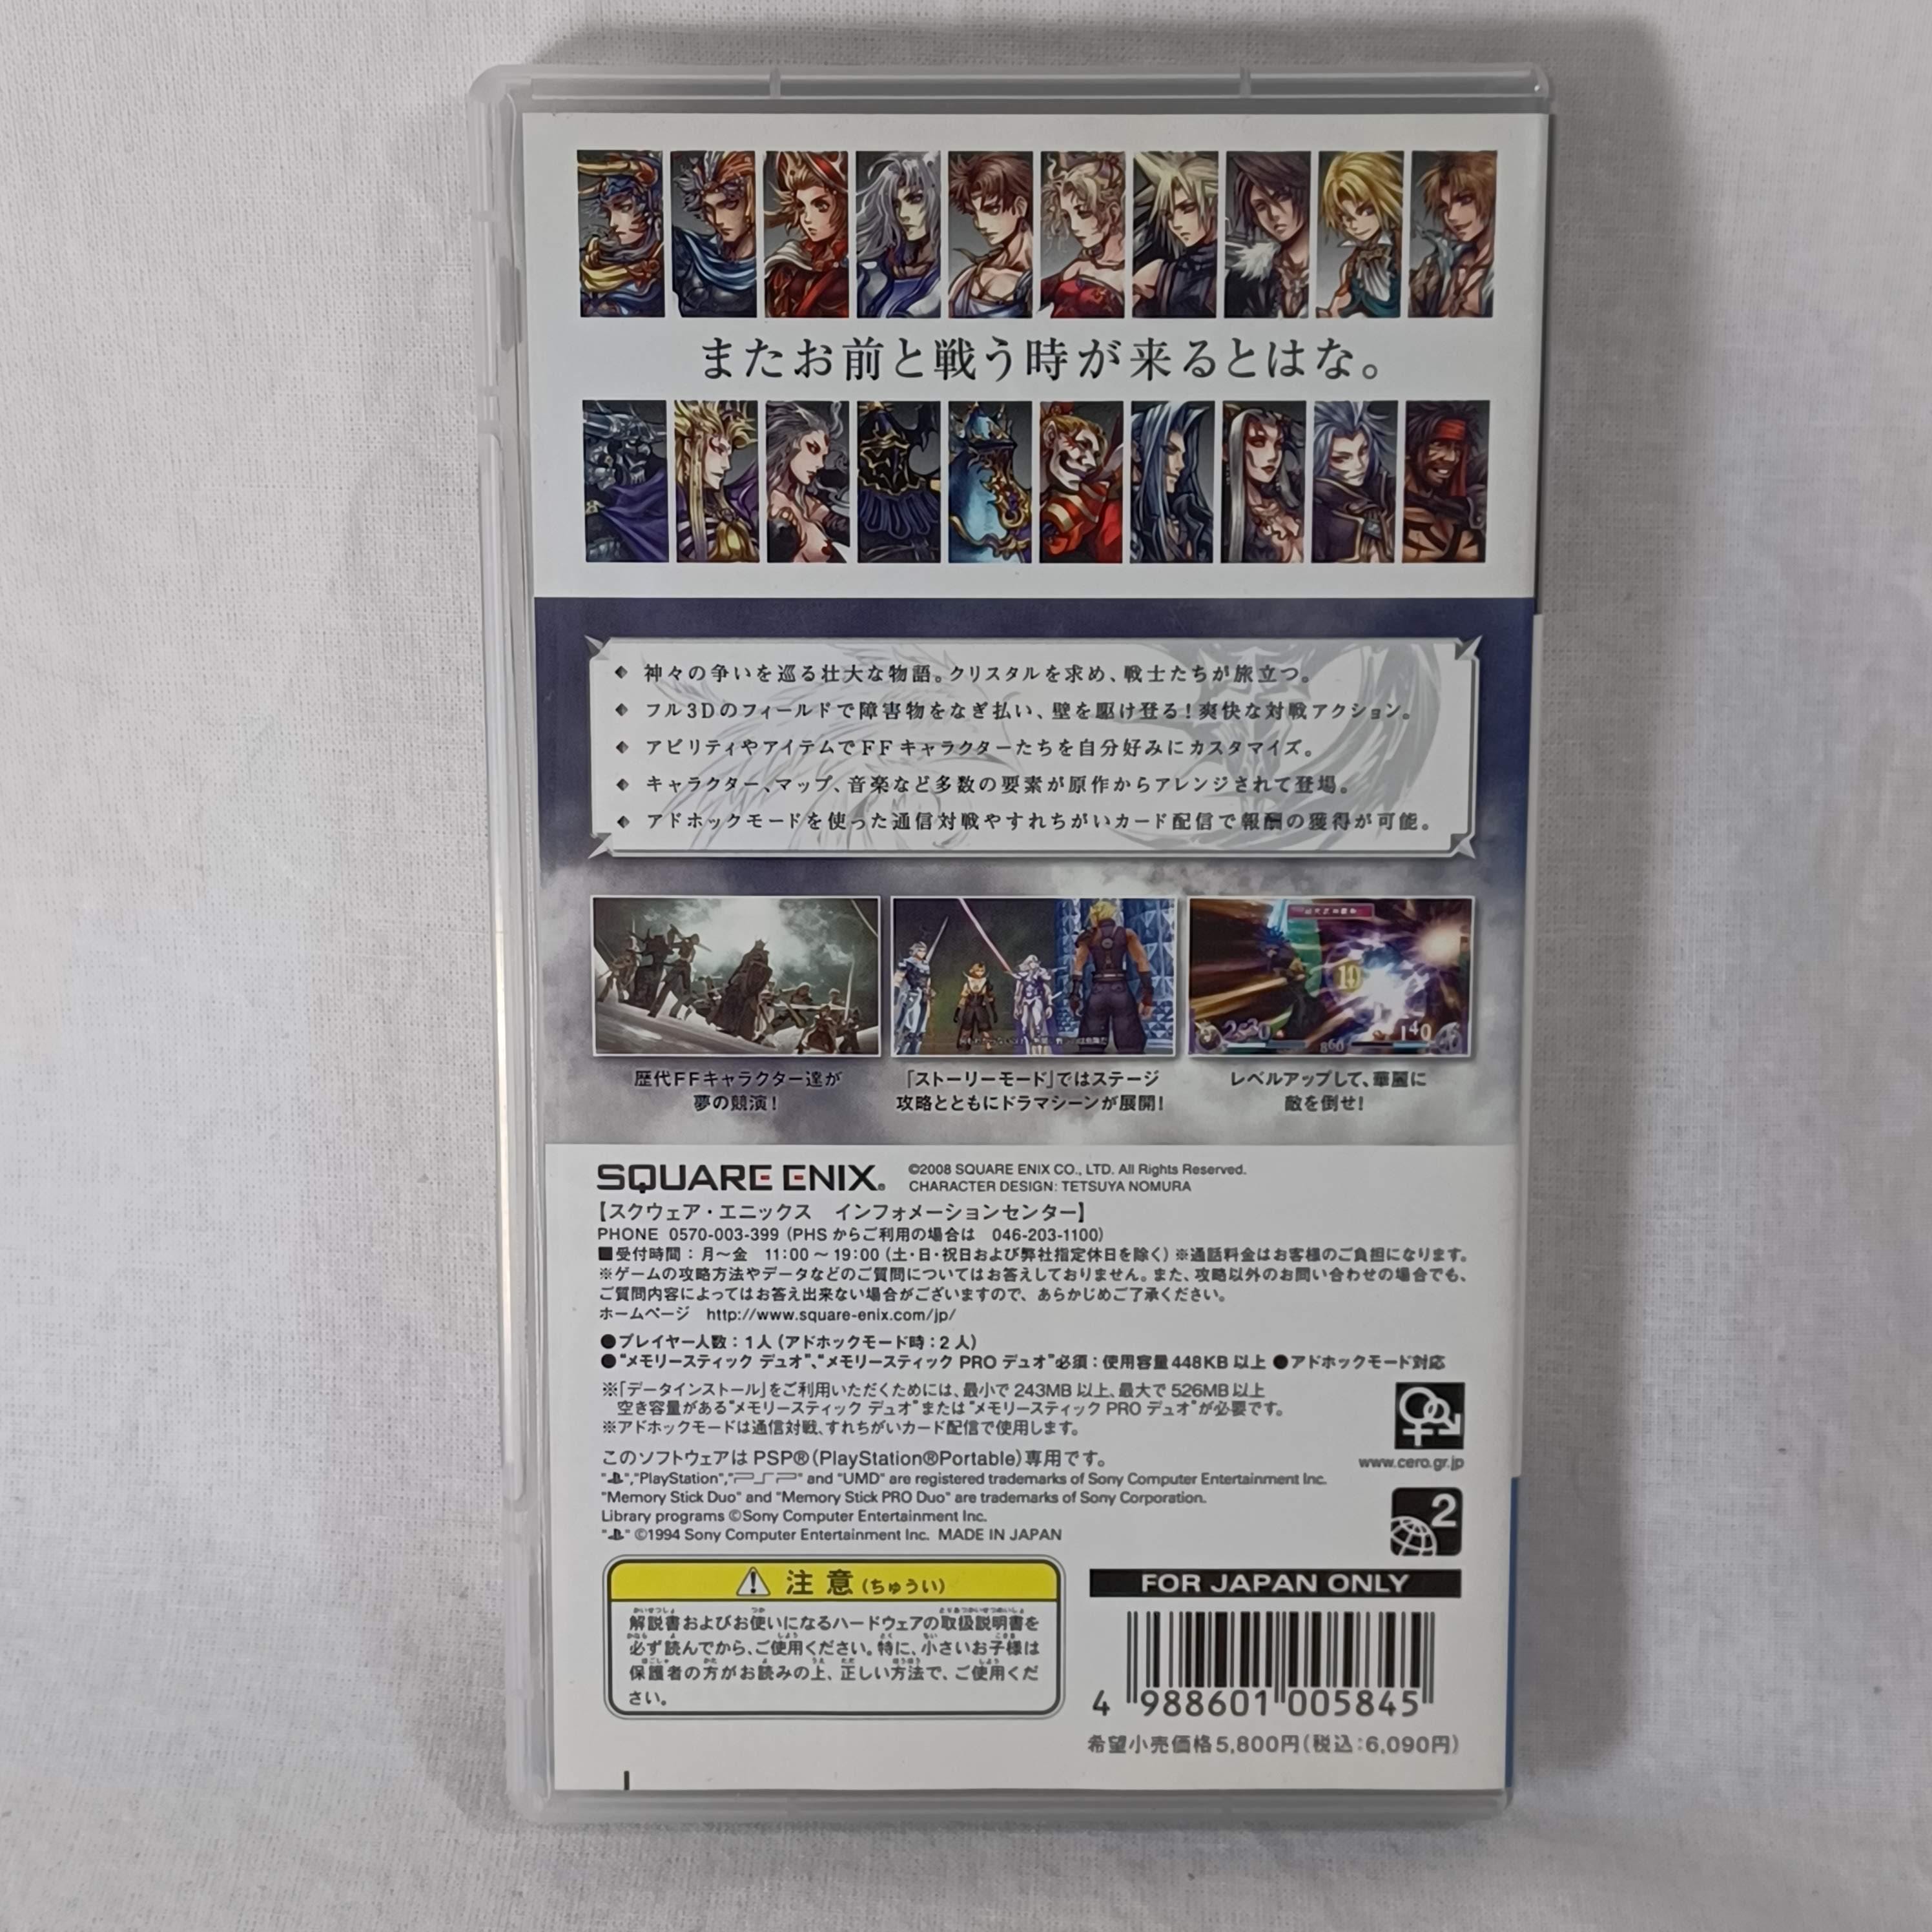 またお前と戦う時が来るとはな。
◆ 神々の争いを巡る壮大な物語。クリスタルを求め、戦士たちが旅立つ。
◆ フル3Dのフィールドで障害物をなぎ払い、壁を駆け登る！爽快な対戦アクション。
◆ アビリティやアイテムでFFキャラクターたちを自分好みにカスタマイズ。
◆ キャラクター、マップ、音楽など多数の要素が原作からアレンジされて登場。
◆ アドホックモードを使った通信対戦やすれちがいカード配信で報酬の獲得が可能。
10
860
140
歴代FFキャラクター達が
夢の競演！
「ストーリーモード」ではステージ
攻略とともにドラマシーンが展開！
レベルアップして、華麗に
敵を倒せ！
SQUARE ENIX®
©2008 SQUARE ENIX CO., LTD. All Rights Reserved.
CHARACTER DESIGN: TETSUYA NOMURA
【スクウェア・エニックス　インフォメーションセンター】
PHONE 0570-003-399（PHSからご利用の場合は 046-203-1100）
■受付時間：月〜金 11:00〜19:00（土・日・祝日および弊社指定休日を除く）※通話料金はお客様のご負担になります。
※ゲームの攻略方法やデータなどのご質問についてはお答えしておりません。また、攻略以外のお問い合わせの場合でも、
ご質問内容によってはお答え出来ない場合がございますので、あらかじめご了承ください。
ホームページ http://www.square-enix.com/jp/
●プレイヤー人数：1人（アドホックモード時：2人）
●“メモリースティック デュオ”、“メモリースティック PRO デュオ”必須：使用容量448KB以上 ●アドホックモード対応
※「データインストール」をご利用いただくためには、最小で243MB以上、最大で526MB以上
空き容量がある“メモリースティック デュオ”または“メモリースティック PRO デュオ”が必要です。
※アドホックモードは通信対戦、すれちがいカード配信で使用します。
このソフトウェアはPSP®（PlayStation®Portable）専用です。
www.cero.gr.jp
" ","PlayStation","PSP" and "UMD" are registered trademarks of Sony Computer Entertainment Inc.
"Memory Stick Duo" and "Memory Stick PRO Duo" are trademarks of Sony Corporation.
Library programs ©Sony Computer Entertainment Inc.
" " ©1994 Sony Computer Entertainment Inc. MADE IN JAPAN
2
注意（ちゅうい）
解説書およびお使いになるハードウェアの取扱説明書を
必ず読んでから、ご使用ください。特に、小さいお子様は
保護者の方がお読みの上、正しい方法で、ご使用くだ
さい。
FOR JAPAN ONLY
4 988601 005845
希望小売価格5,800円（税込:6,090円）